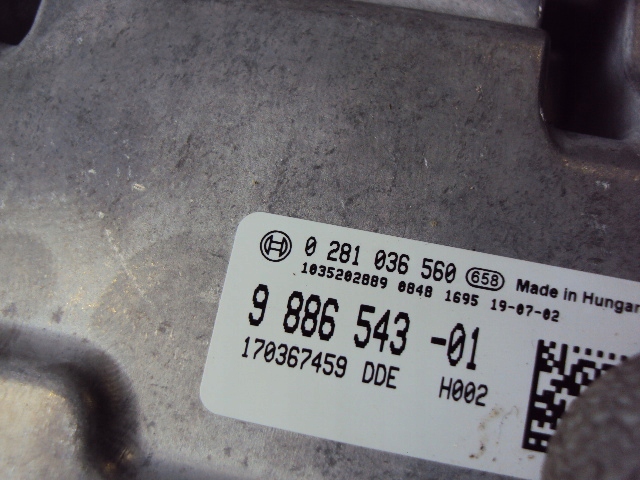 0 281 036 560 658 Made in Hungar
1035202889 0848 1695 19-07-02
9 886 543 -01
170367459 DDE H002